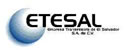 ETESAL
Empresa Transmisora de El Salvador
S.A. de C.V.